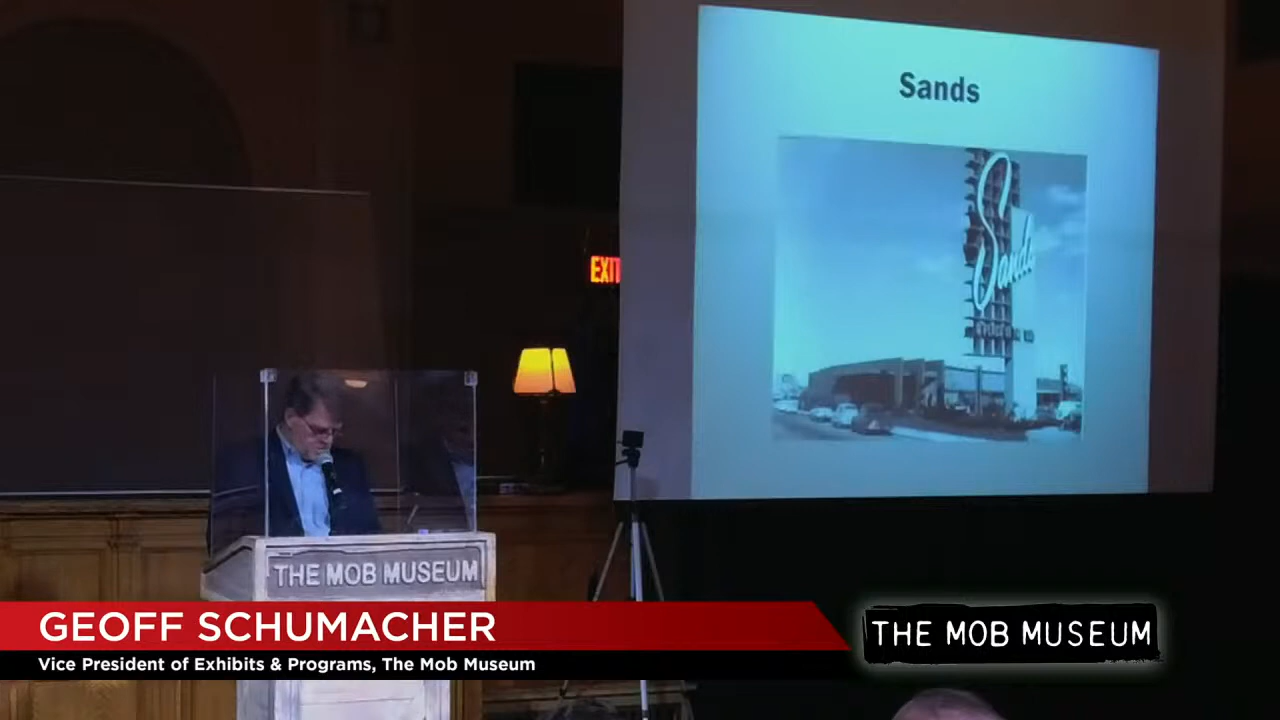 Sands
Sands
EXIT
THE MOB MUSEUM
GEOFF SCHUMACHER
Vice President of Exhibits & Programs, The Mob Museum
THE MOB MUSEUM